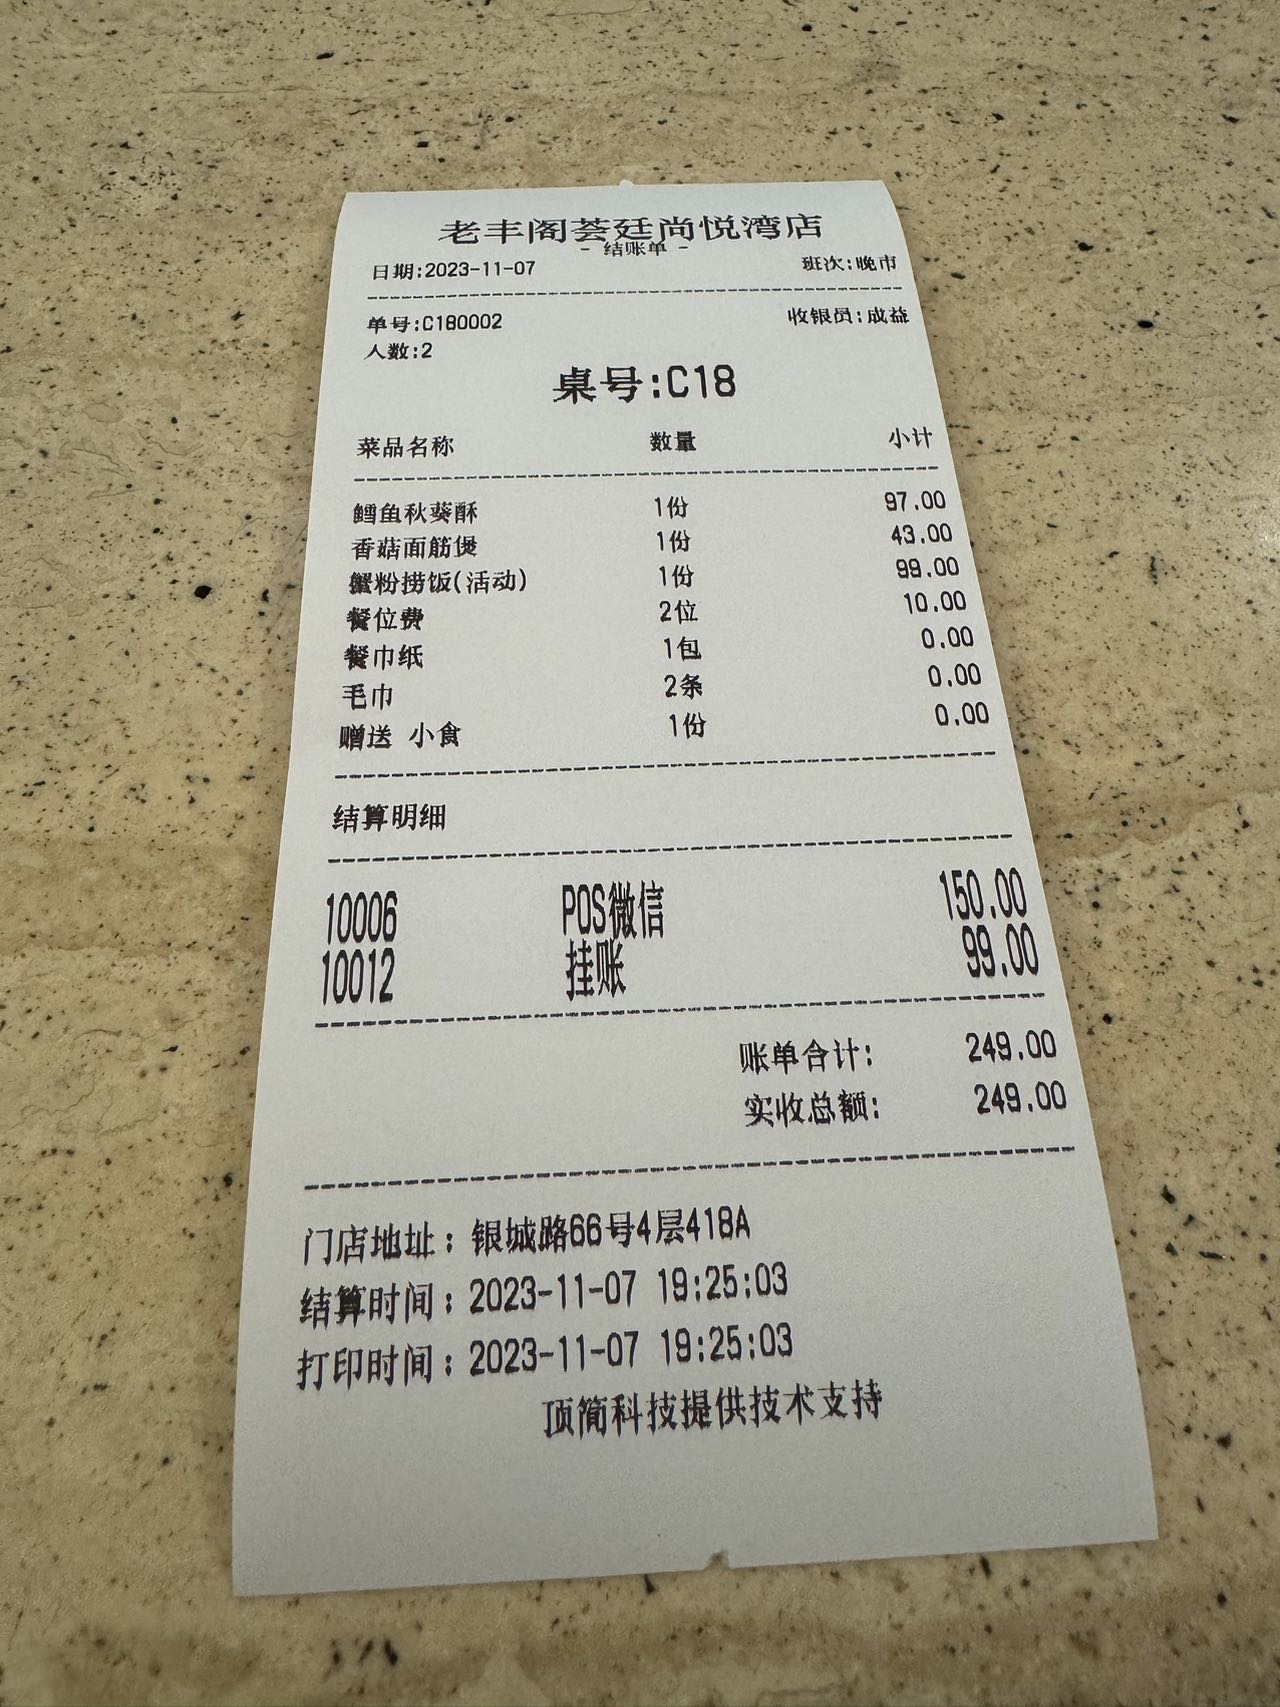 老丰阁荟廷尚悦湾店
- 结账单 -
日期:2023-11-07 班次:晚市
单号:C180002 收银员:成益
人数:2
桌号:C18
菜品名称 数量 小计
鳕鱼秋葵酥 1份 97.00
香菇面筋煲 1份 43.00
蟹粉捞饭(活动) 1份 99.00
餐位费 2位 10.00
餐巾纸 1包 0.00
毛巾 2条 0.00
赠送 小食 1份 0.00
结算明细
10006 POS微信 150.00
10012 挂账 99.00
账单合计: 249.00
实收总额: 249.00
门店地址：银城路66号4层418A
结算时间：2023-11-07 19:25:03
打印时间：2023-11-07 19:25:03
顶简科技提供技术支持